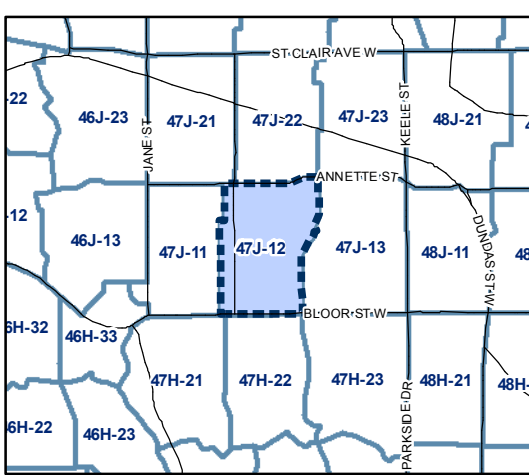 ST CLAIR AVE W
22
46J-23
47J-21
47J-22
47J-23
48J-21
JANE ST
KEELE ST
ANNETTE ST
12
46J-13
47J-11
47J-12
47J-13
48J-11
48
DUNDAS ST W
BLOOR ST W
6H-32
46H-33
47H-21
47H-22
47H-23
48H-21
48H-
6H-22
46H-23
PARKSIDE DR